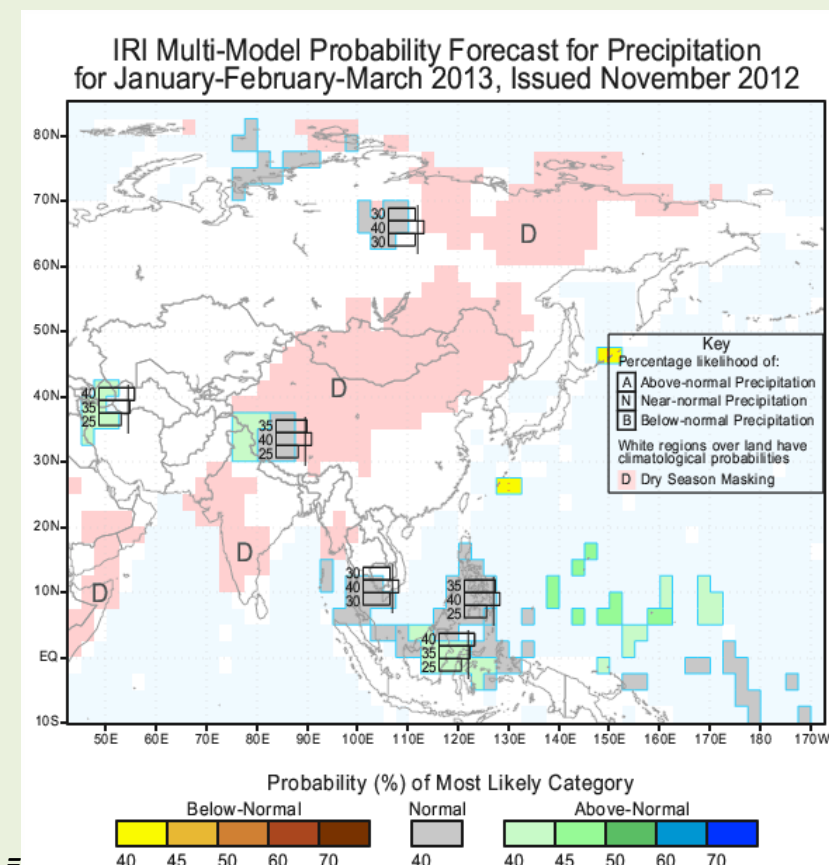 IRI Multi-Model Probability Forecast for Precipitation
for January-February-March 2013, Issued November 2012
80N
70N
30
40
30
D
60N
50N
Key
Percentage likelihood of:
A Above-normal Precipitation
N Near-normal Precipitation
B Below-normal Precipitation
White regions over land have
climatological probabilities
D Dry Season Masking
40N
40
35
25
D
35
40
25
30N
20N
D
D
10N
30
40
30
35
40
25
40
35
25
EQ
10S
50E 60E 70E 80E 90E 100E 110E 120E 130E 140E 150E 160E 170E 180 170W
Probability (%) of Most Likely Category
Below-Normal Normal Above-Normal
40 45 50 60 70 40 40 45 50 60 70